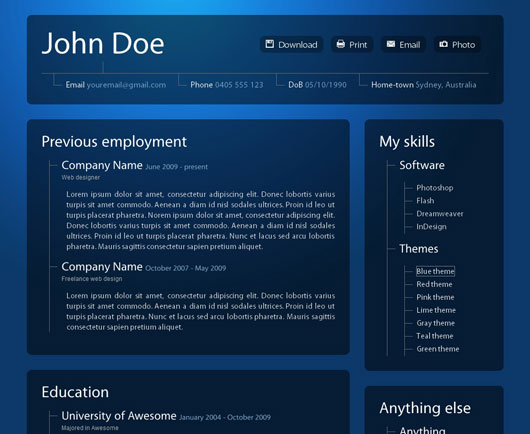 John Doe
Download Print Email Photo
Email youremail@gmail.com Phone 0405 555 123 DoB 05/10/1990 Home-town Sydney, Australia
Previous employment
Company Name June 2009 - present
Web designer
Lorem ipsum dolor sit amet, consectetur adipiscing elit. Donec lobortis varius
turpis sit amet commodo. Aenean a diam id nisl sodales ultrices. Proin id leo ut
turpis placerat pharetra. Norem ipsum dolor sit amet, consectetur adipiscing elit.
Donec lobortis varius turpis sit amet commodo. Aenean a diam id nisl sodales
ultrices. Proin id leo ut turpis placerat pharetra. Nunc et lacus sed arcu lobortis
pharetra. Mauris sagittis consectetur sapien pretium aliquet.
Company Name October 2007 - May 2009
Freelance web design
Lorem ipsum dolor sit amet, consectetur adipiscing elit. Donec lobortis varius
turpis sit amet commodo. Aenean a diam id nisl sodales ultrices. Proin id leo ut
turpis. Nunc et lacus sed arcu lobortis pharetra. Mauris sagittis
consectetur sapien pretium aliquet.
Education
University of Awesome January 2004 - October 2009
Majored in Awesome
My skills
Software
Photoshop
Flash
Dreamweaver
InDesign
Themes
Blue theme
Red theme
Pink theme
Lime theme
Gray theme
Teal theme
Green theme
Anything else
Anything